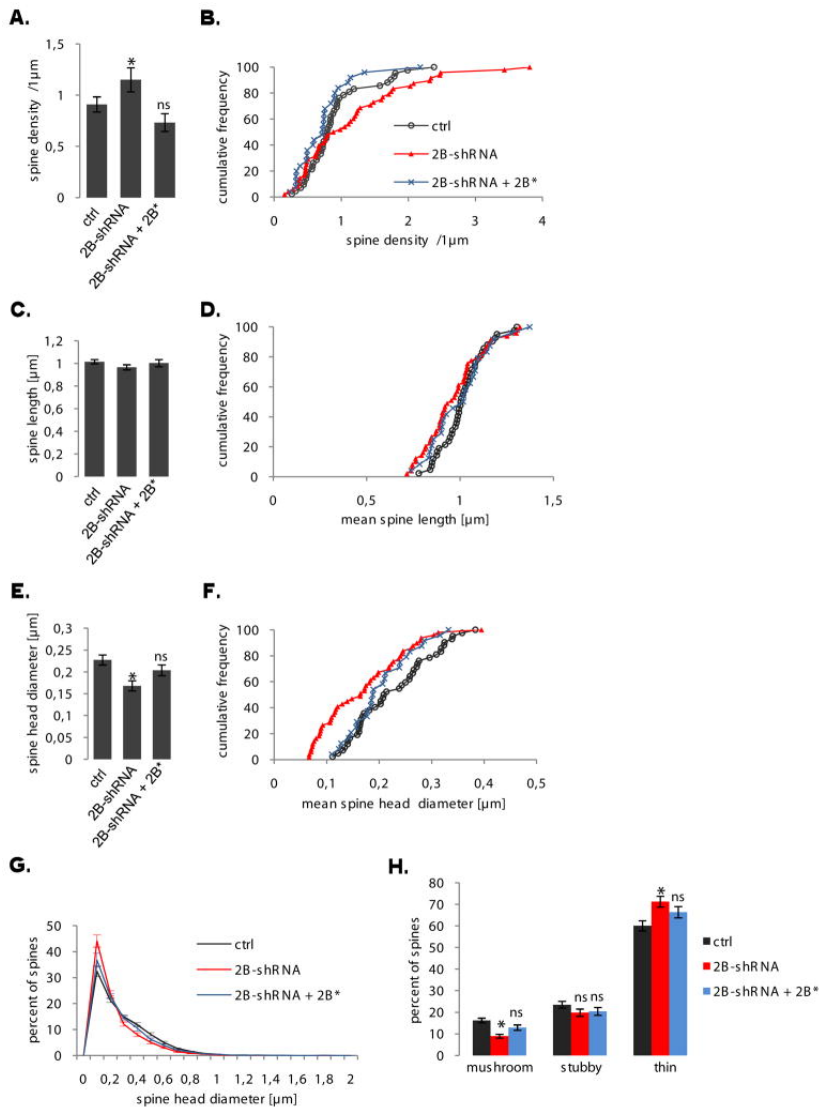 A.
1,5
1
0,5
0
spine density /1µm
*
ns
ctrl
2B-shRNA
2B-shRNA + 2B*
B.
100
80
60
40
20
0
cumulative frequency
0
1
2
3
4
spine density /1µm
ctrl
2B-shRNA
2B-shRNA + 2B*
C.
1,2
1
0,8
0,6
0,4
0,2
0
spine length [µm]
ctrl
2B-shRNA
2B-shRNA + 2B*
D.
100
80
60
40
20
0
cumulative frequency
0
0,5
1
1,5
mean spine length [µm]
E.
0,3
0,25
0,2
0,15
0,1
0,05
0
spine head diameter [µm]
*
ns
ctrl
2B-shRNA
2B-shRNA + 2B*
F.
100
80
60
40
20
0
cumulative frequency
0
0,1
0,2
0,3
0,4
0,5
mean spine head diameter [µm]
G.
50
40
30
20
10
0
percent of spines
0 0,2 0,4 0,6 0,8 1 1,2 1,4 1,6 1,8 2
spine head diameter [µm]
ctrl
2B-shRNA
2B-shRNA + 2B*
H.
80
70
60
50
40
30
20
10
0
percent of spines
* ns
ns ns
* ns
mushroom stubby thin
ctrl
2B-shRNA
2B-shRNA + 2B*